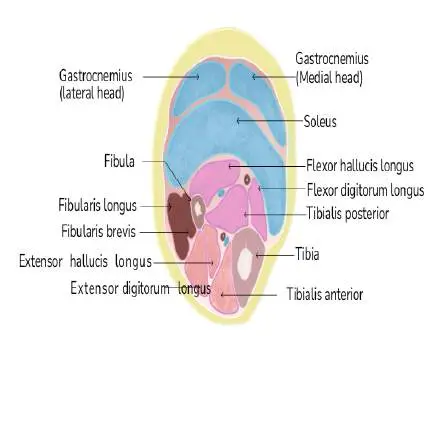 Gastrocnemius
(lateral head)
Gastrocnemius
(Medial head)
Soleus
Fibula
Flexor hallucis longus
Flexor digitorum longus
Fibularis longus
Tibialis posterior
Fibularis brevis
Tibia
Extensor hallucis longus
Extensor digitorum longus
Tibialis anterior